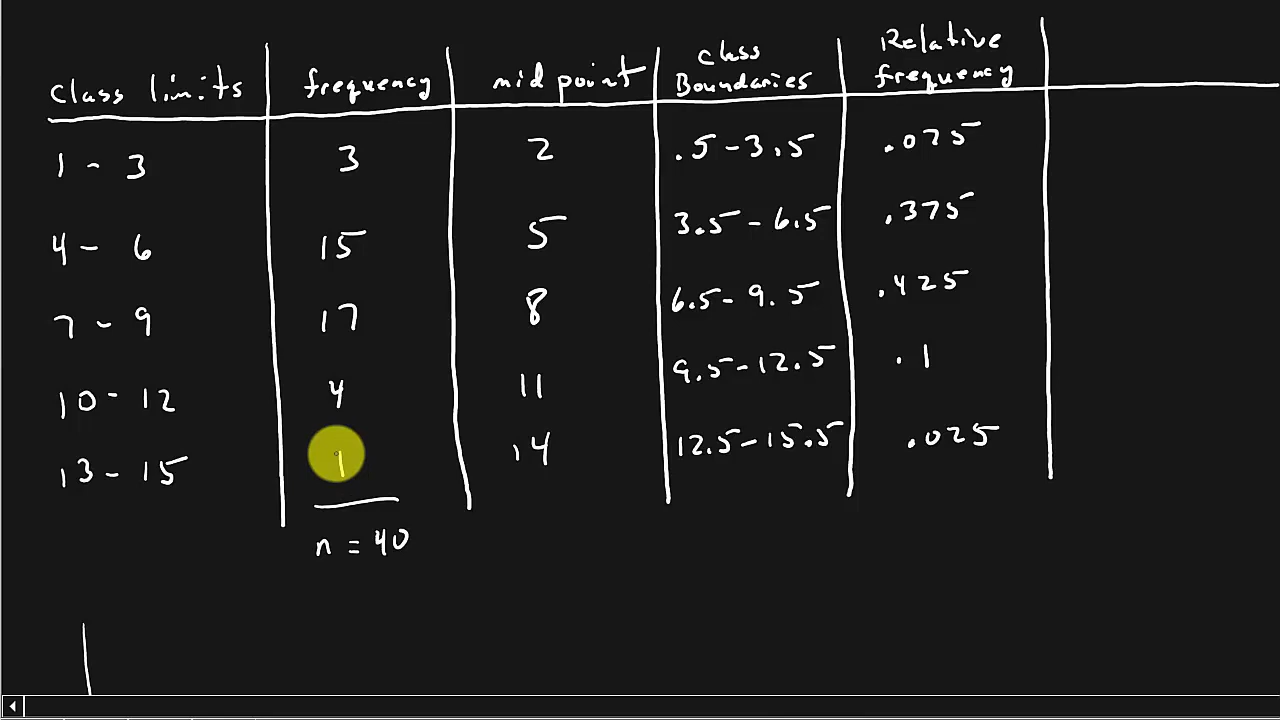 class limits frequency mid point class Boundaries Relative frequency
1 - 3 3 2 .5-3.5 .075
4 - 6 15 5 3.5-6.5 .375
7 - 9 17 8 6.5-9.5 .425
10 - 12 4 11 9.5-12.5 .1
13 - 15 1 14 12.5-15.5 .025
n = 40